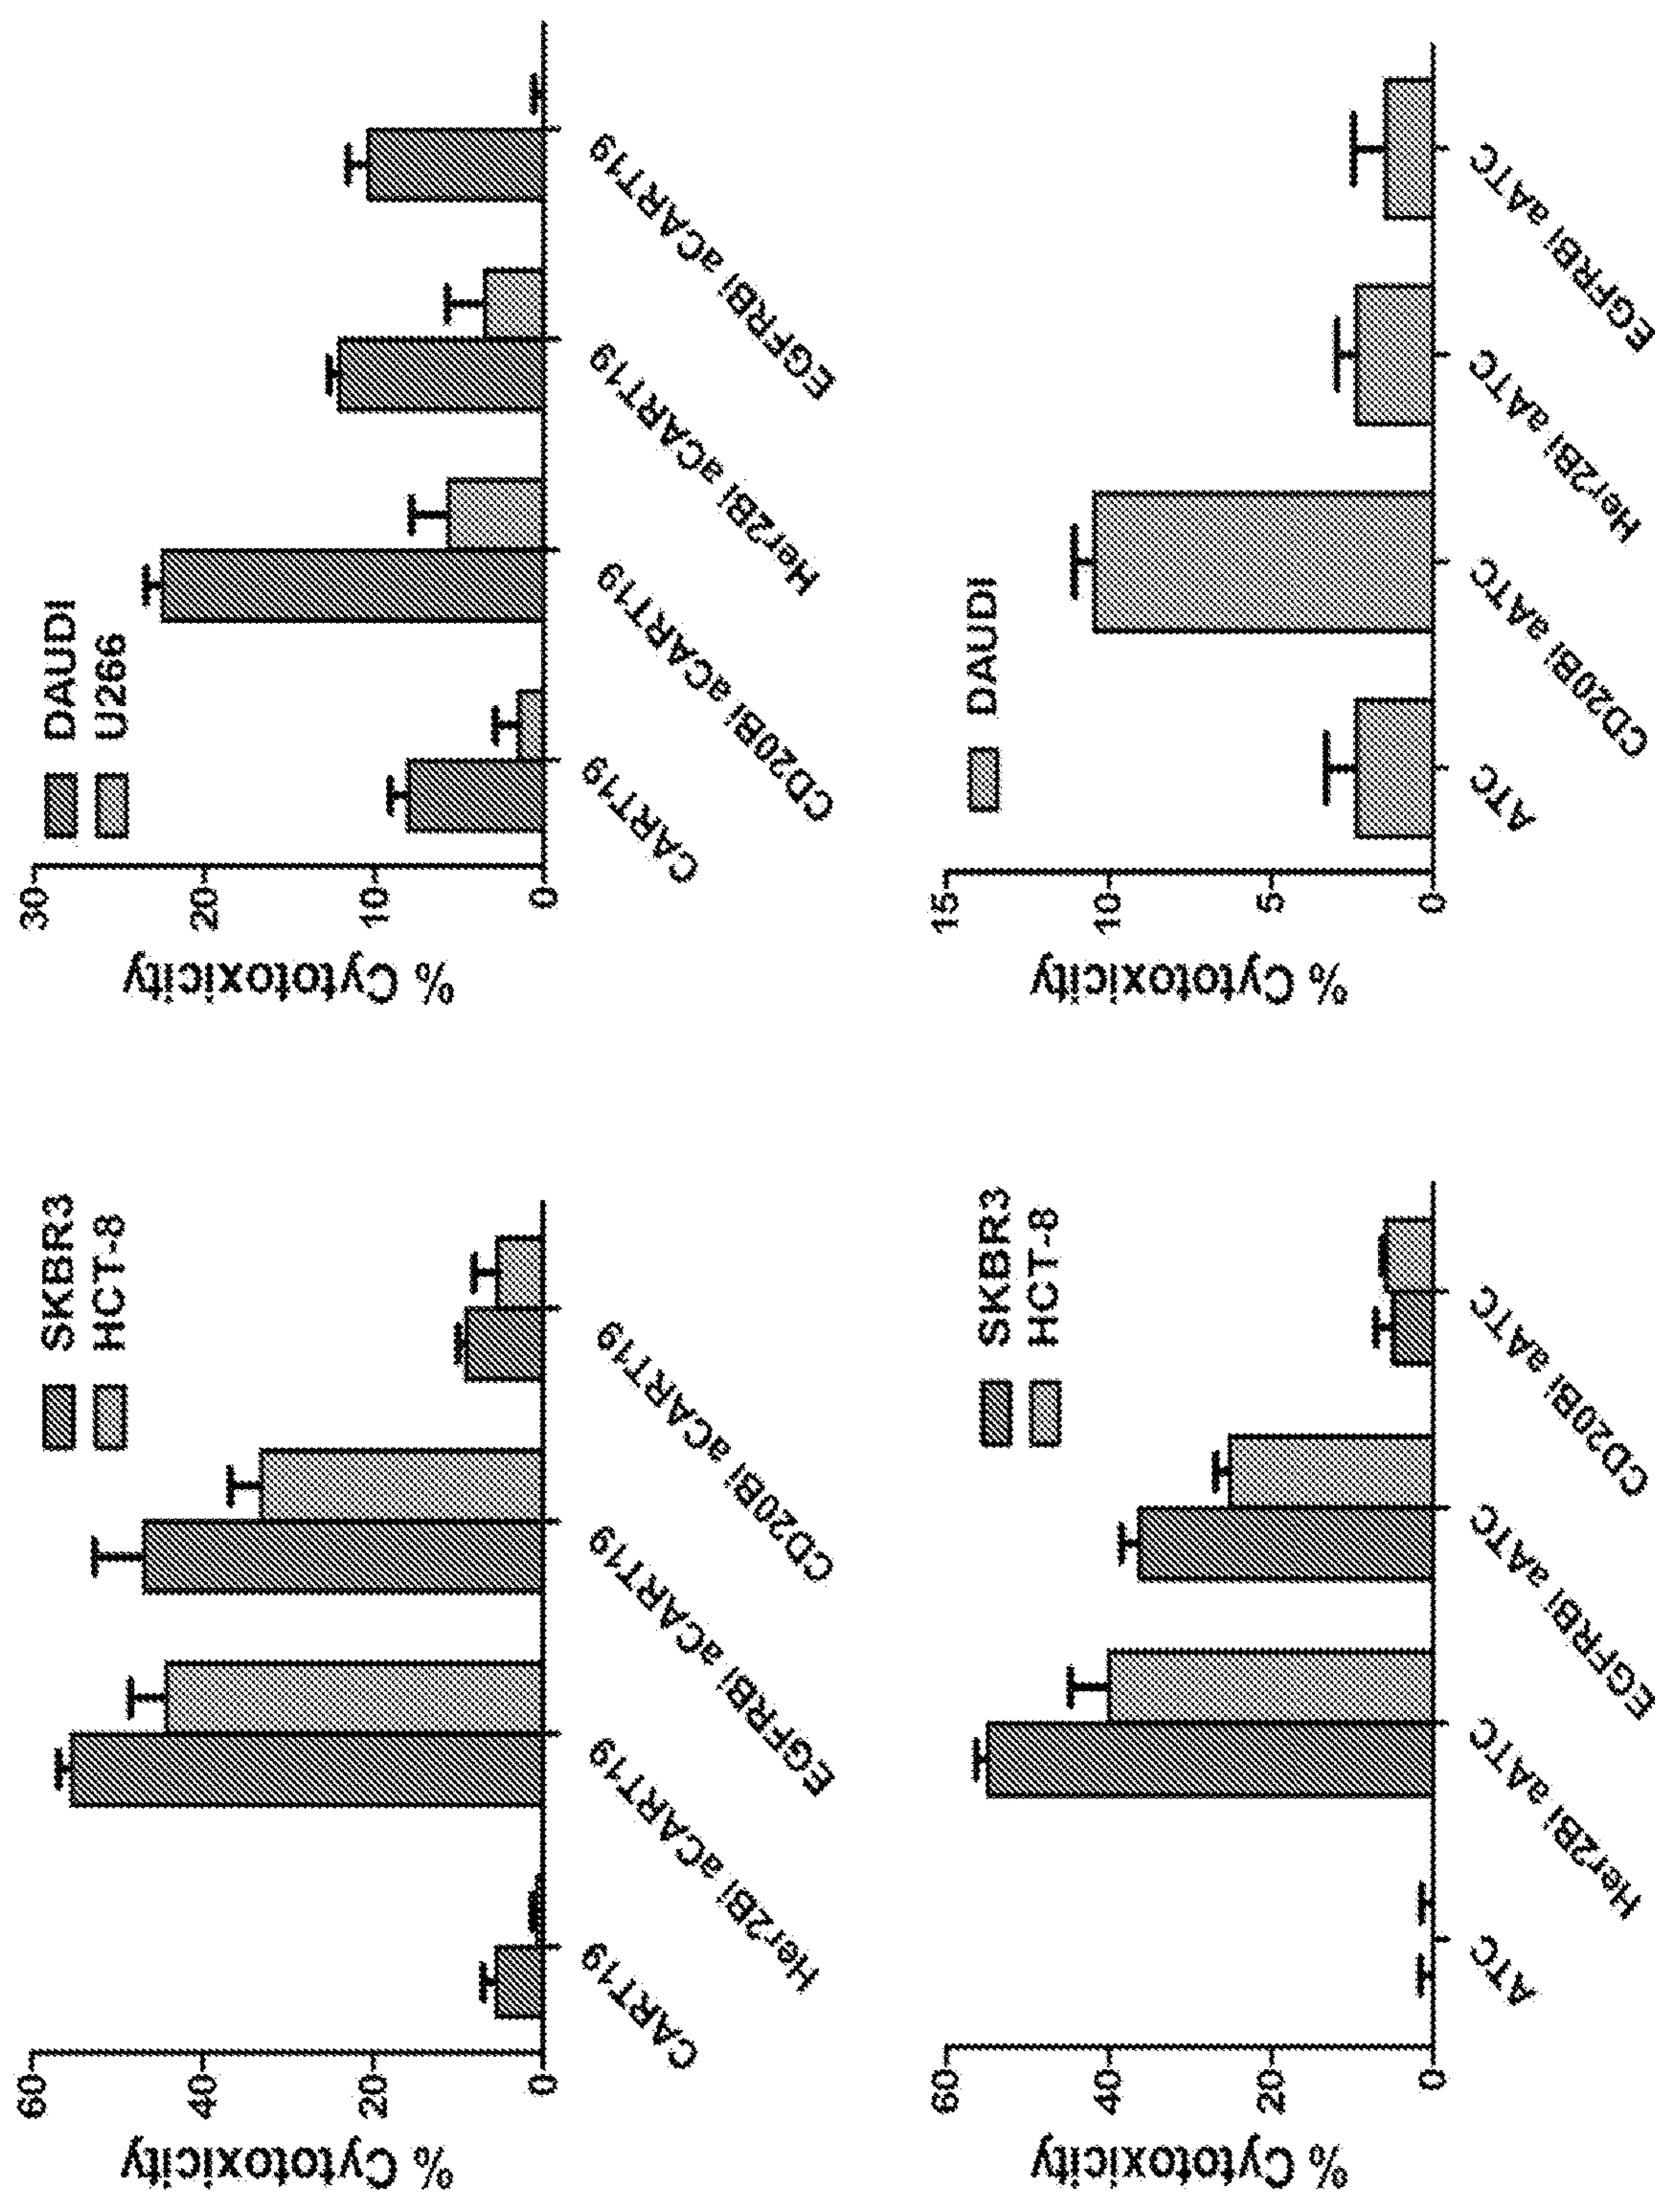 SKBR3
HCT-8
% Cytotoxicity
60
40
20
0
CART19
Her2Bi aCART19
EGFRBi aCART19
CD20Bi aCART19
DAUDI
U266
% Cytotoxicity
30
20
10
0
CART19
CD20Bi aCART19
Her2Bi aCART19
EGFRBi aCART19
SKBR3
HCT-8
% Cytotoxicity
60
40
20
0
ATC
Her2Bi aATC
EGFRBi aATC
CD20Bi aATC
DAUDI
% Cytotoxicity
15
10
5
0
ATC
CD20Bi aATC
Her2Bi aATC
EGFRBi aATC